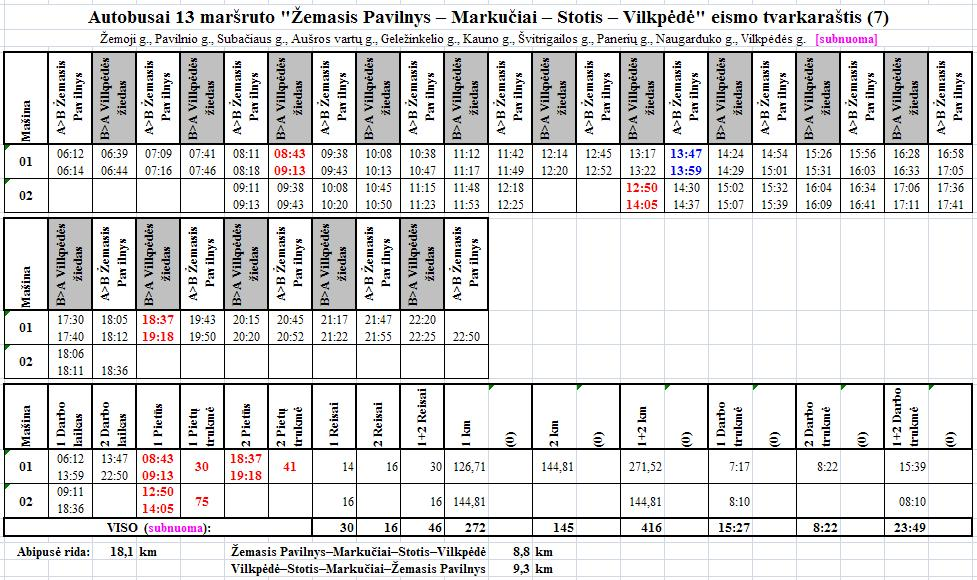 Autobusai 13 maršruto "Žemasis Pavilnys – Markučiai – Stotis – Vilkpėdė" eismo tvarkaraštis (7)
Žemoji g., Pavilnio g., Subačiaus g., Aušros vartų g., Geležinkelio g., Kauno g., Švitrigailos g., Panerių g., Naugarduko g., Vilkpėdės g. [subnuoma]
Mašina A>B Žemasis Pavilnys B>A Vilkpėdės žiedas A>B Žemasis Pavilnys B>A Vilkpėdės žiedas A>B Žemasis Pavilnys B>A Vilkpėdės žiedas A>B Žemasis Pavilnys B>A Vilkpėdės žiedas A>B Žemasis Pavilnys B>A Vilkpėdės žiedas A>B Žemasis Pavilnys B>A Vilkpėdės žiedas A>B Žemasis Pavilnys B>A Vilkpėdės žiedas A>B Žemasis Pavilnys B>A Vilkpėdės žiedas A>B Žemasis Pavilnys B>A Vilkpėdės žiedas A>B Žemasis Pavilnys B>A Vilkpėdės žiedas A>B Žemasis Pavilnys
01 06:12 06:39 07:09 07:41 08:11 08:43 09:38 10:08 10:38 11:12 11:42 12:14 12:45 13:17 13:47 14:24 14:54 15:26 15:56 16:28 16:58
06:14 06:44 07:16 07:46 08:18 09:13 09:43 10:13 10:47 11:17 11:49 12:20 12:52 13:22 13:59 14:29 15:01 15:31 16:03 16:33 17:05
02 09:11 09:38 10:08 10:45 11:15 11:48 12:18 12:50 14:30 15:02 15:32 16:04 16:34 17:06 17:36
09:13 09:43 10:20 10:50 11:23 11:53 12:25 14:05 14:37 15:07 15:39 16:09 16:41 17:11 17:41
Mašina B>A Vilkpėdės žiedas A>B Žemasis Pavilnys B>A Vilkpėdės žiedas A>B Žemasis Pavilnys B>A Vilkpėdės žiedas A>B Žemasis Pavilnys B>A Vilkpėdės žiedas A>B Žemasis Pavilnys B>A Vilkpėdės žiedas A>B Žemasis Pavilnys
01 17:30 18:05 18:37 19:43 20:15 20:45 21:17 21:47 22:20
17:40 18:12 19:18 19:50 20:20 20:52 21:22 21:55 22:25 22:50
02 18:06
18:11 18:36
Mašina 1 Darbo laikas 2 Darbo laikas 1 Pietūs 1 Pietų trukmė 2 Pietūs 2 Pietų trukmė 1 Reisai 2 Reisai 1+2 Reisai 1 km (0) 2 km (0) 1+2 km (0) 1 Darbo trukmė (0) 2 Darbo trukmė (0) 1+2 Darbo trukmė (0)
01 06:12 13:47 08:43 30 18:37 41 14 16 30 126,71 144,81 271,52 7:17 8:22 15:39
13:59 22:50 09:13 19:18
02 09:11 12:50 75 16 16 144,81 144,81 8:10 08:10
18:36 14:05
VISO (subnuoma): 30 16 46 272 145 416 15:27 8:22 23:49
Abipusė rida: 18,1 km Žemasis Pavilnys–Markučiai–Stotis–Vilkpėdė 8,8 km
Vilkpėdė–Stotis–Markučiai–Žemasis Pavilnys 9,3 km